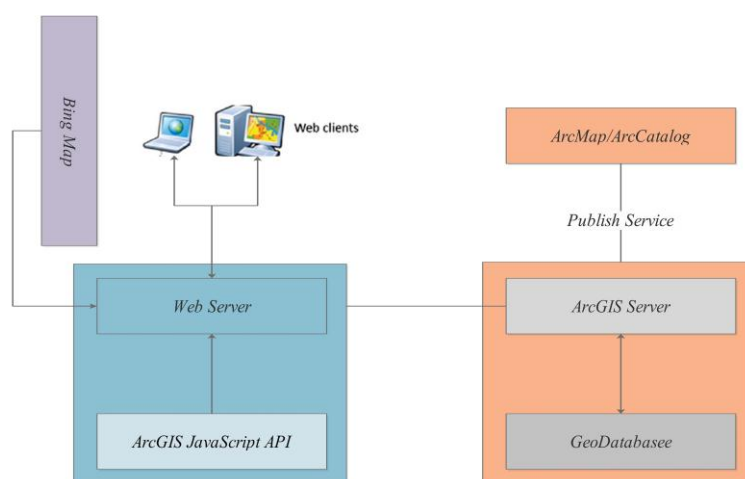 Bing Map
Web clients
ArcMap/ArcCatalog
Publish Service
Web Server
ArcGIS Server
ArcGIS JavaScript API
GeoDatabasee